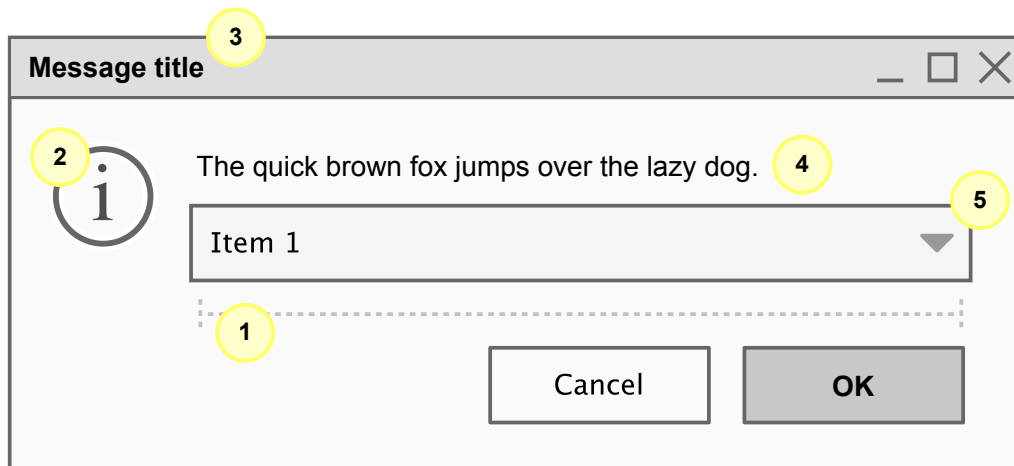 3
Message title
2
i
The quick brown fox jumps over the lazy dog. 4
5
Item 1
1
Cancel
OK